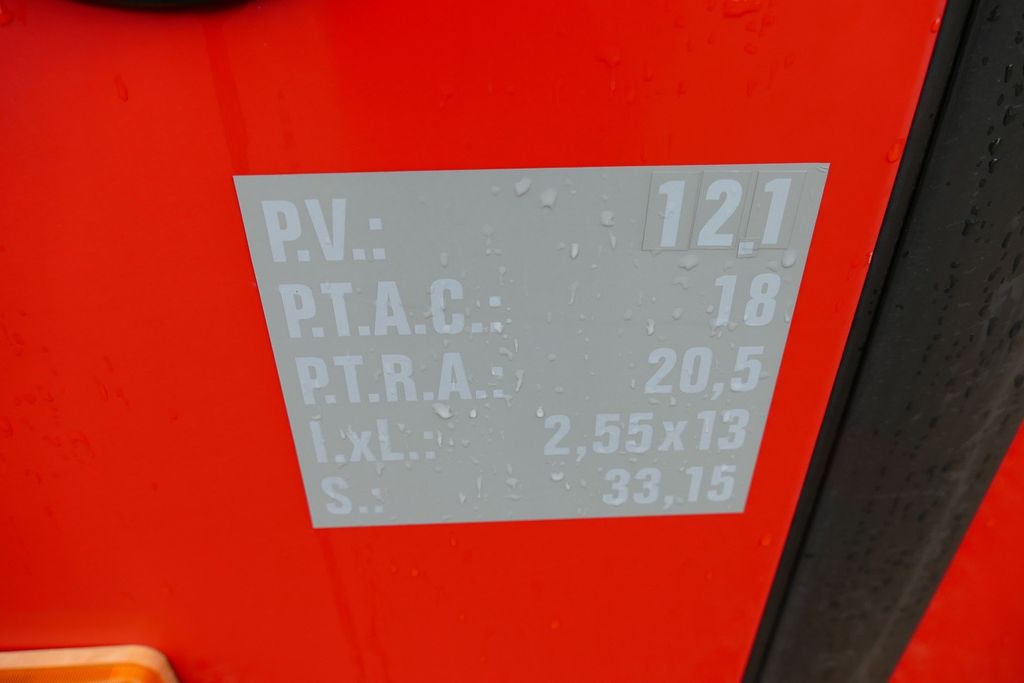 P.V.: 12.1
P.T.A.C.: 18
P.T.R.A.: 20,5
l.xL.: 2,55x13
S.: 33,15